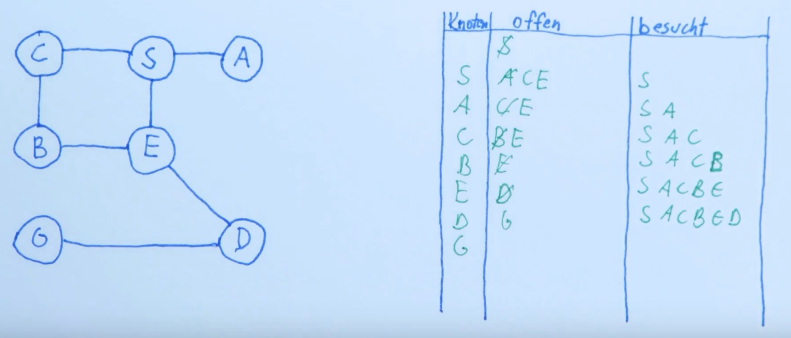 C S A
B E
G D
Knoten offen besucht
S
S A C E S
A C E S A
C B E S A C
B E S A C B
E D S A C B E
D G S A C B E D
G